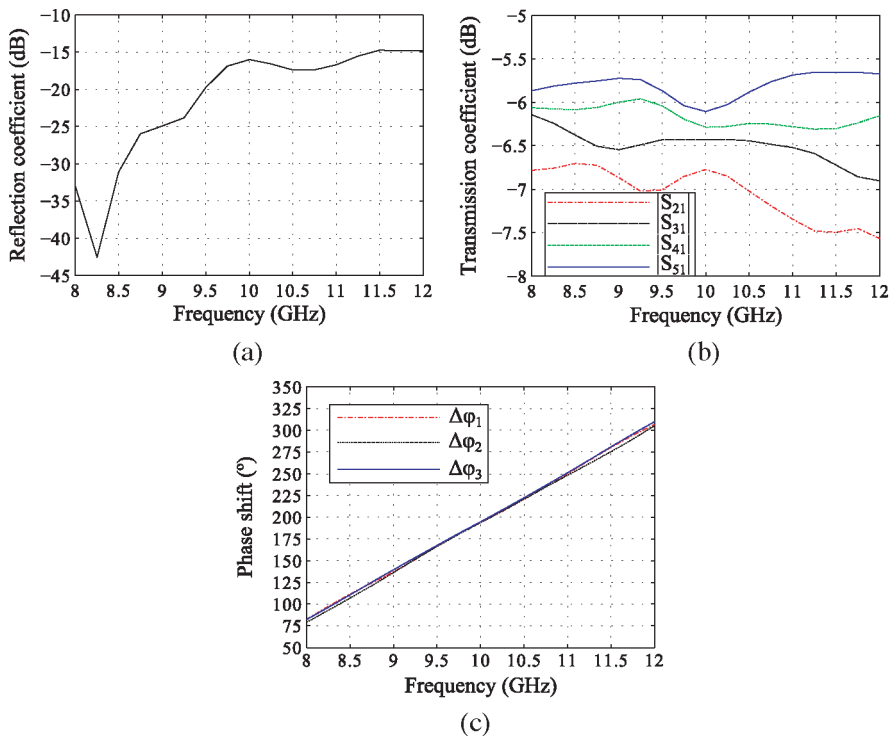 Reflection coefficient (dB)
−10
−15
−20
−25
−30
−35
−40
−45
8 8.5 9 9.5 10 10.5 11 11.5 12
Frequency (GHz)
(a)
Transmission coefficient (dB)
−5
−5.5
−6
−6.5
−7
−7.5
−8
|S21|
|S31|
|S41|
|S51|
8 8.5 9 9.5 10 10.5 11 11.5 12
Frequency (GHz)
(b)
Phase shift (º)
350
325
300
275
250
225
200
175
150
125
100
75
50
Δφ1
Δφ2
Δφ3
8 8.5 9 9.5 10 10.5 11 11.5 12
Frequency (GHz)
(c)